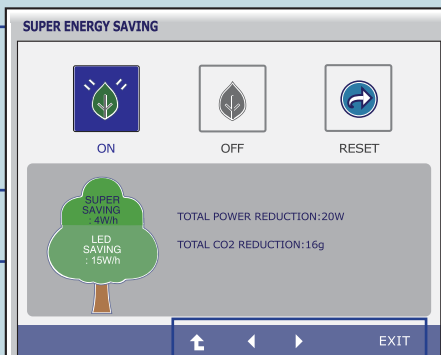 SUPER ENERGY SAVING
ON
OFF
RESET
SUPER
SAVING
: 4W/h
LED
SAVING
: 15W/h
TOTAL POWER REDUCTION:20W
TOTAL CO2 REDUCTION:16g
EXIT